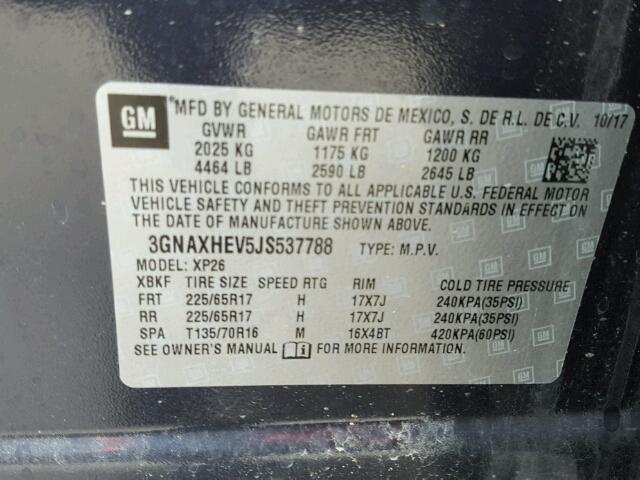 GM *MFD BY GENERAL MOTORS DE MEXICO, S. DE R.L. DE C.V. 10/17
GVWR GAWR FRT GAWR RR
2025 KG 1175 KG 1200 KG
4464 LB 2590 LB 2645 LB
THIS VEHICLE CONFORMS TO ALL APPLICABLE U.S. FEDERAL MOTOR
VEHICLE SAFETY AND THEFT PREVENTION STANDARDS IN EFFECT ON
THE DATE OF MANUFACTURE SHOWN ABOVE.
3GNAXHEV5JS537788 TYPE: M.P.V.
MODEL: XP26
XBKF TIRE SIZE SPEED RTG RIM COLD TIRE PRESSURE
FRT 225/65R17 H 17X7J 240KPA(35PSI)
RR 225/65R17 H 17X7J 240KPA(35PSI)
SPA T135/70R16 M 16X4BT 420KPA(60PSI)
SEE OWNER'S MANUAL FOR MORE INFORMATION.